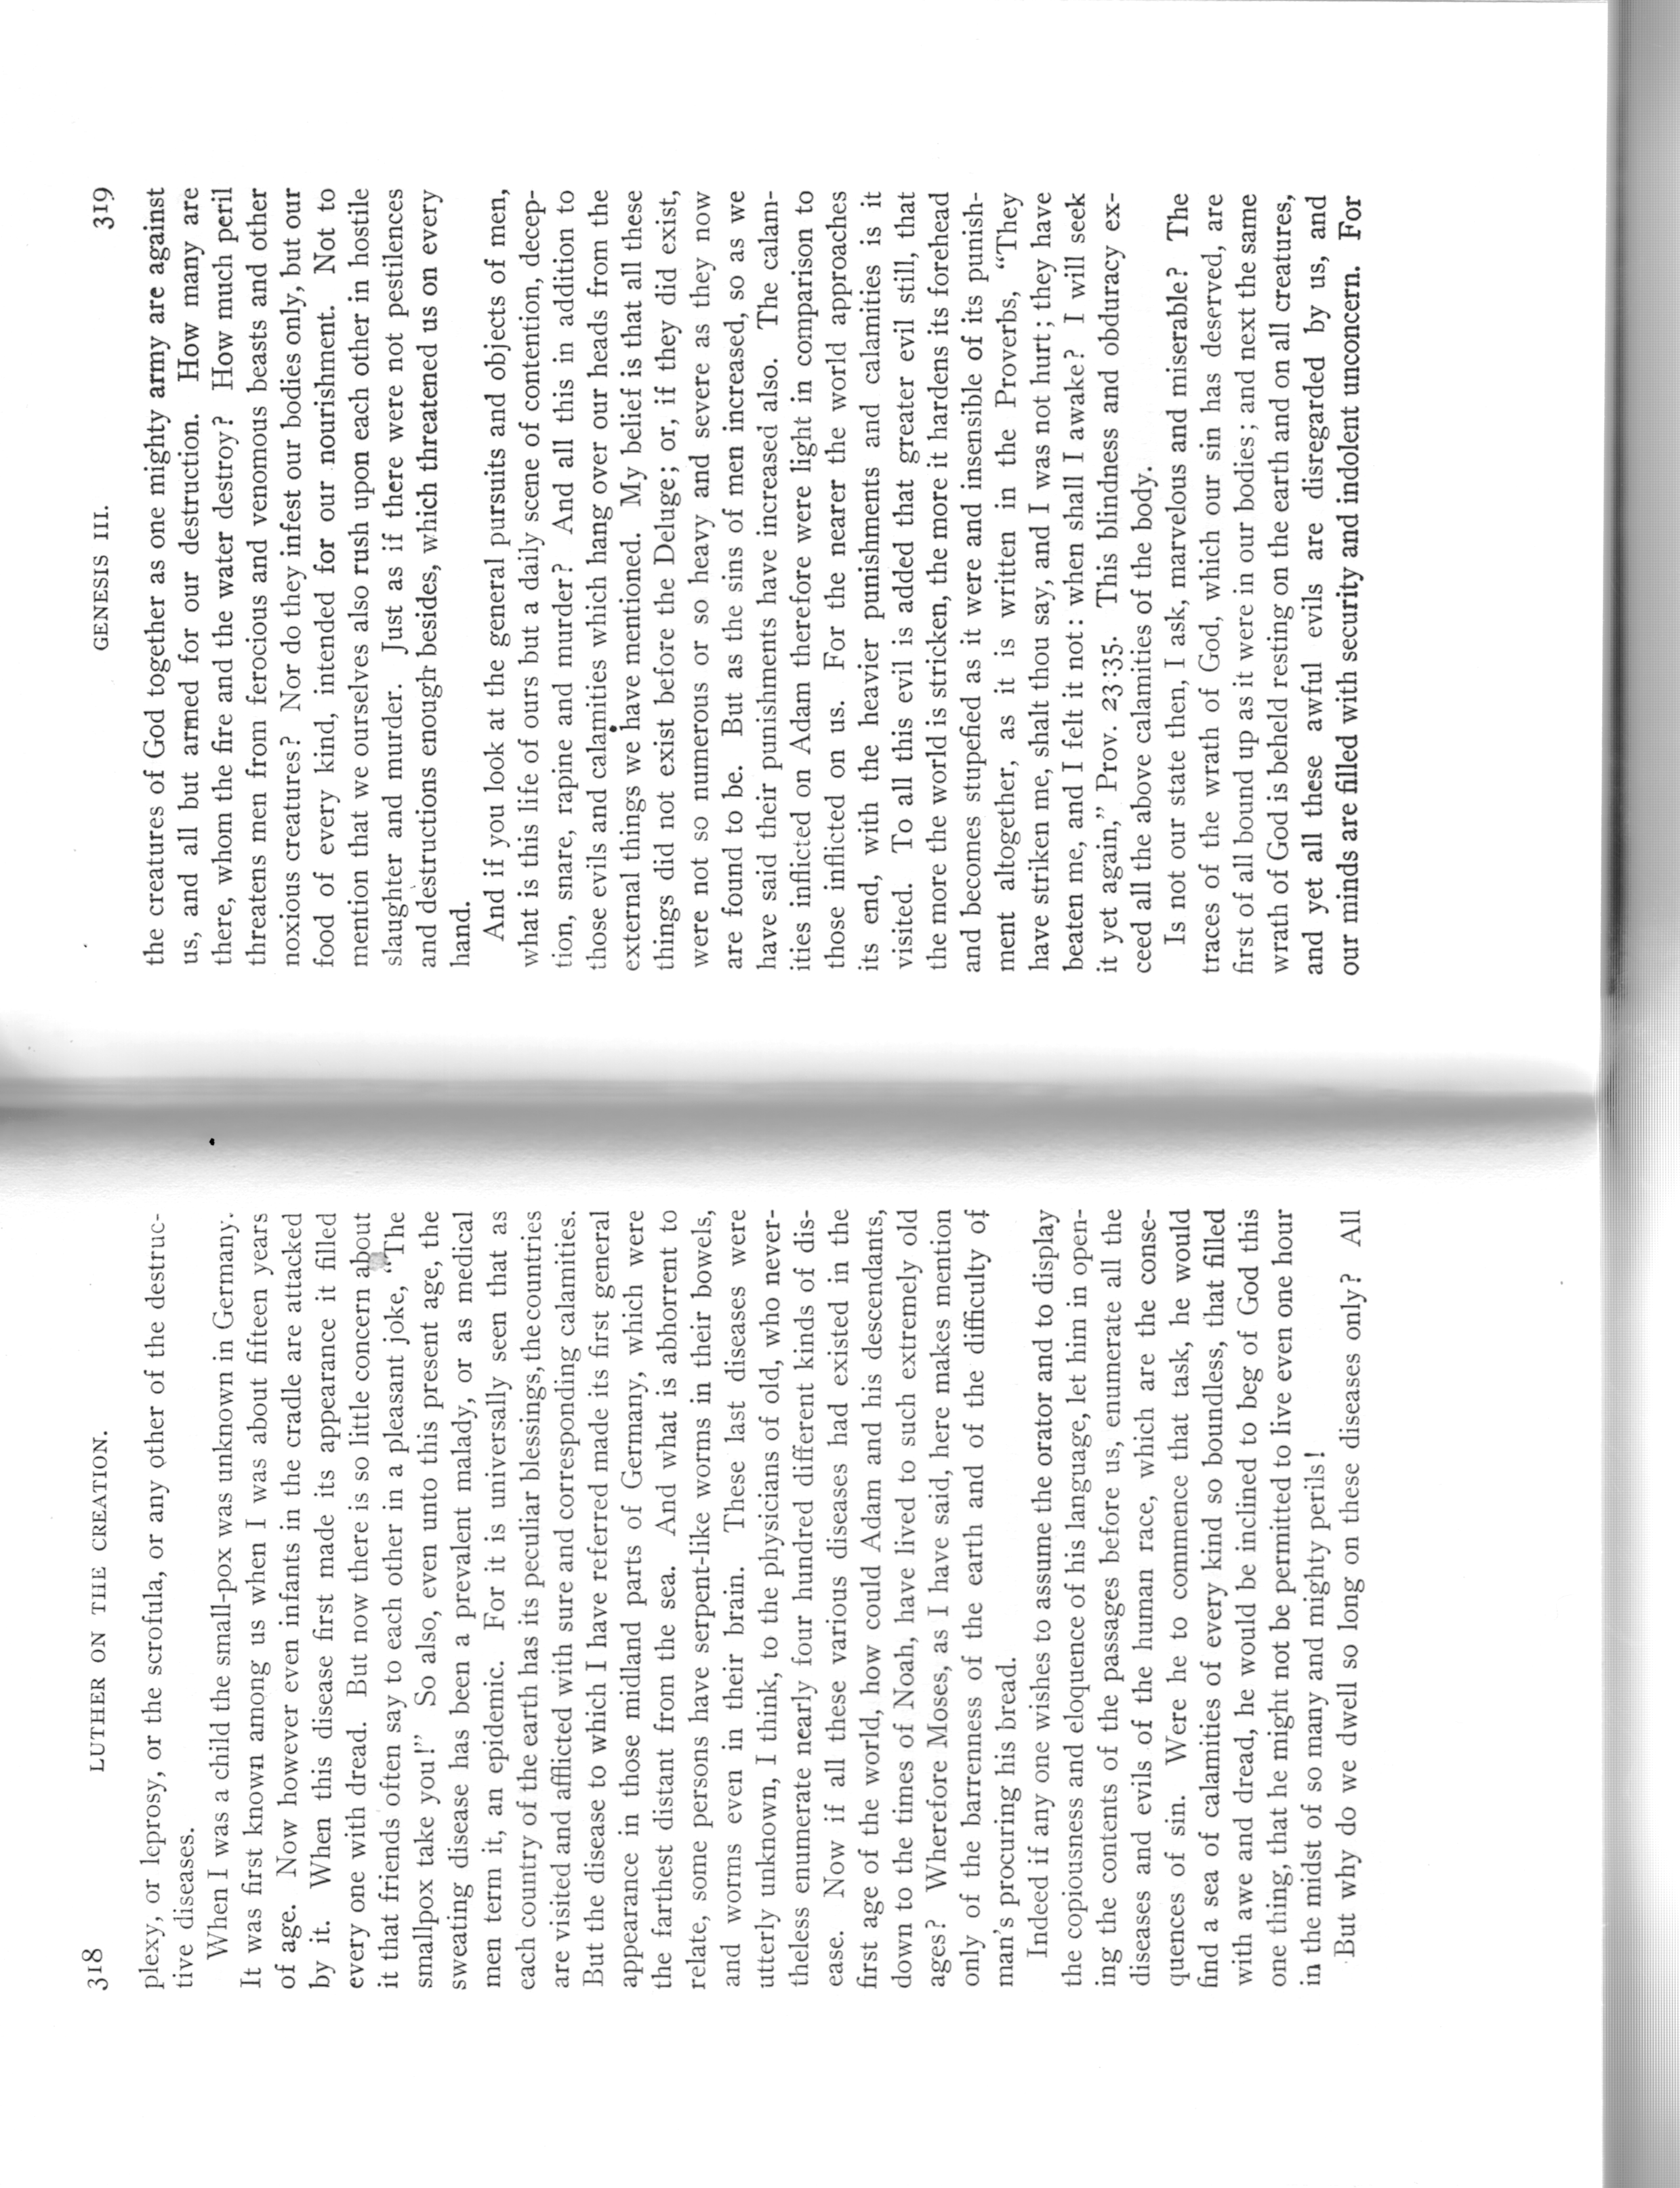 318 LUTHER ON THE CREATION.
plexy, or leprosy, or the scrofula, or any other of the destruc-
tive diseases.
When I was a child the small-pox was unknown in Germany.
It was first known among us when I was about fifteen years
of age. Now however even infants in the cradle are attacked
by it. When this disease first made its appearance it filled
every one with dread. But now there is so little concern about
it that friends often say to each other in a pleasant joke, “The
smallpox take you!” So also, even unto this present age, the
sweating disease has been a prevalent malady, or as medical
men term it, an epidemic. For it is universally seen that as
each country of the earth has its peculiar blessings, the countries
are visited and afflicted with sure and corresponding calamities.
But the disease to which I have referred made its first general
appearance in those midland parts of Germany, which were
the farthest distant from the sea. And what is abhorrent to
relate, some persons have serpent-like worms in their bowels,
and worms even in their brain. These last diseases were
utterly unknown, I think, to the physicians of old, who never-
theless enumerate nearly four hundred different kinds of dis-
ease. Now if all these various diseases had existed in the
first age of the world, how could Adam and his descendants,
down to the times of Noah, have lived to such extremely old
ages? Wherefore Moses, as I have said, here makes mention
only of the barrenness of the earth and of the difficulty of
man’s procuring his bread.
Indeed if any one wishes to assume the orator and to display
the copiousness and eloquence of his language, let him in open-
ing the contents of the passages before us, enumerate all the
diseases and evils of the human race, which are the conse-
quences of sin. Were he to commence that task, he would
find a sea of calamities of every kind so boundless, that filled
with awe and dread, he would be inclined to beg of God this
one thing, that he might not be permitted to live even one hour
in the midst of so many and mighty perils!
But why do we dwell so long on these diseases only? All
GENESIS III. 319
the creatures of God together as one mighty army are against
us, and all but armed for our destruction. How many are
there, whom the fire and the water destroy? How much peril
threatens men from ferocious and venomous beasts and other
noxious creatures? Nor do they infest our bodies only, but our
food of every kind, intended for our nourishment. Not to
mention that we ourselves also rush upon each other in hostile
slaughter and murder. Just as if there were not pestilences
and destructions enough besides, which threatened us on every
hand.
And if you look at the general pursuits and objects of men,
what is this life of ours but a daily scene of contention, decep-
tion, snare, rapine and murder? And all this in addition to
those evils and calamities which hang over our heads from the
external things we have mentioned. My belief is that all these
things did not exist before the Deluge; or, if they did exist,
were not so numerous or so heavy and severe as they now
are found to be. But as the sins of men increased, so as we
have said their punishments have increased also. The calam-
ities inflicted on Adam therefore were light in comparison to
those inflicted on us. For the nearer the world approaches
its end, with the heavier punishments and calamities is it
visited. To all this evil is added that greater evil still, that
the more the world is stricken, the more it hardens its forehead
and becomes stupefied as it were and insensible of its punish-
ment altogether, as it is written in the Proverbs, “They
have striken me, shalt thou say, and I was not hurt; they have
beaten me, and I felt it not: when shall I awake? I will seek
it yet again,” Prov. 23:35. This blindness and obduracy ex-
ceed all the above calamities of the body.
Is not our state then, I ask, marvelous and miserable? The
traces of the wrath of God, which our sin has deserved, are
first of all bound up as it were in our bodies; and next the same
wrath of God is beheld resting on the earth and on all creatures,
and yet all these awful evils are disregarded by us, and
our minds are filled with security and indolent unconcern. For